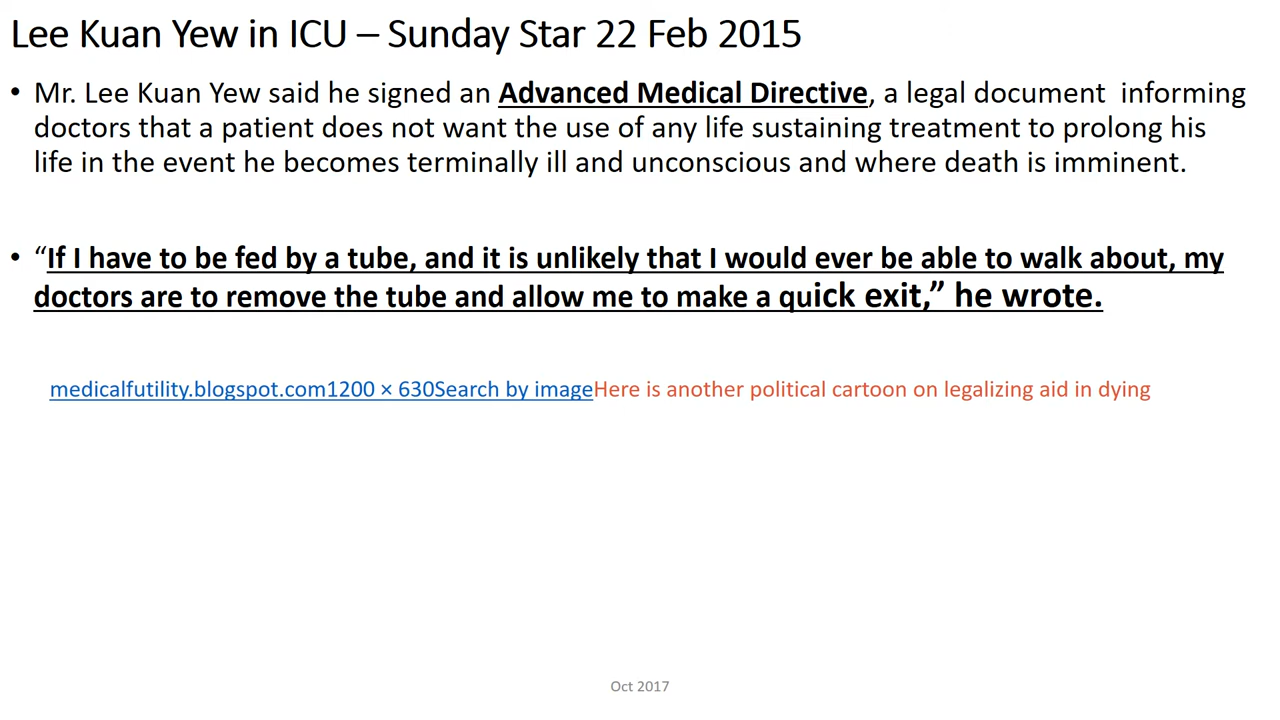 Lee Kuan Yew in ICU – Sunday Star 22 Feb 2015
• Mr. Lee Kuan Yew said he signed an Advanced Medical Directive, a legal document  informing
doctors that a patient does not want the use of any life sustaining treatment to prolong his
life in the event he becomes terminally ill and unconscious and where death is imminent.
• “If I have to be fed by a tube, and it is unlikely that I would ever be able to walk about, my
doctors are to remove the tube and allow me to make a quick exit,” he wrote.
medicalfutility.blogspot.com1200 × 630Search by imageHere is another political cartoon on legalizing aid in dying
Oct 2017